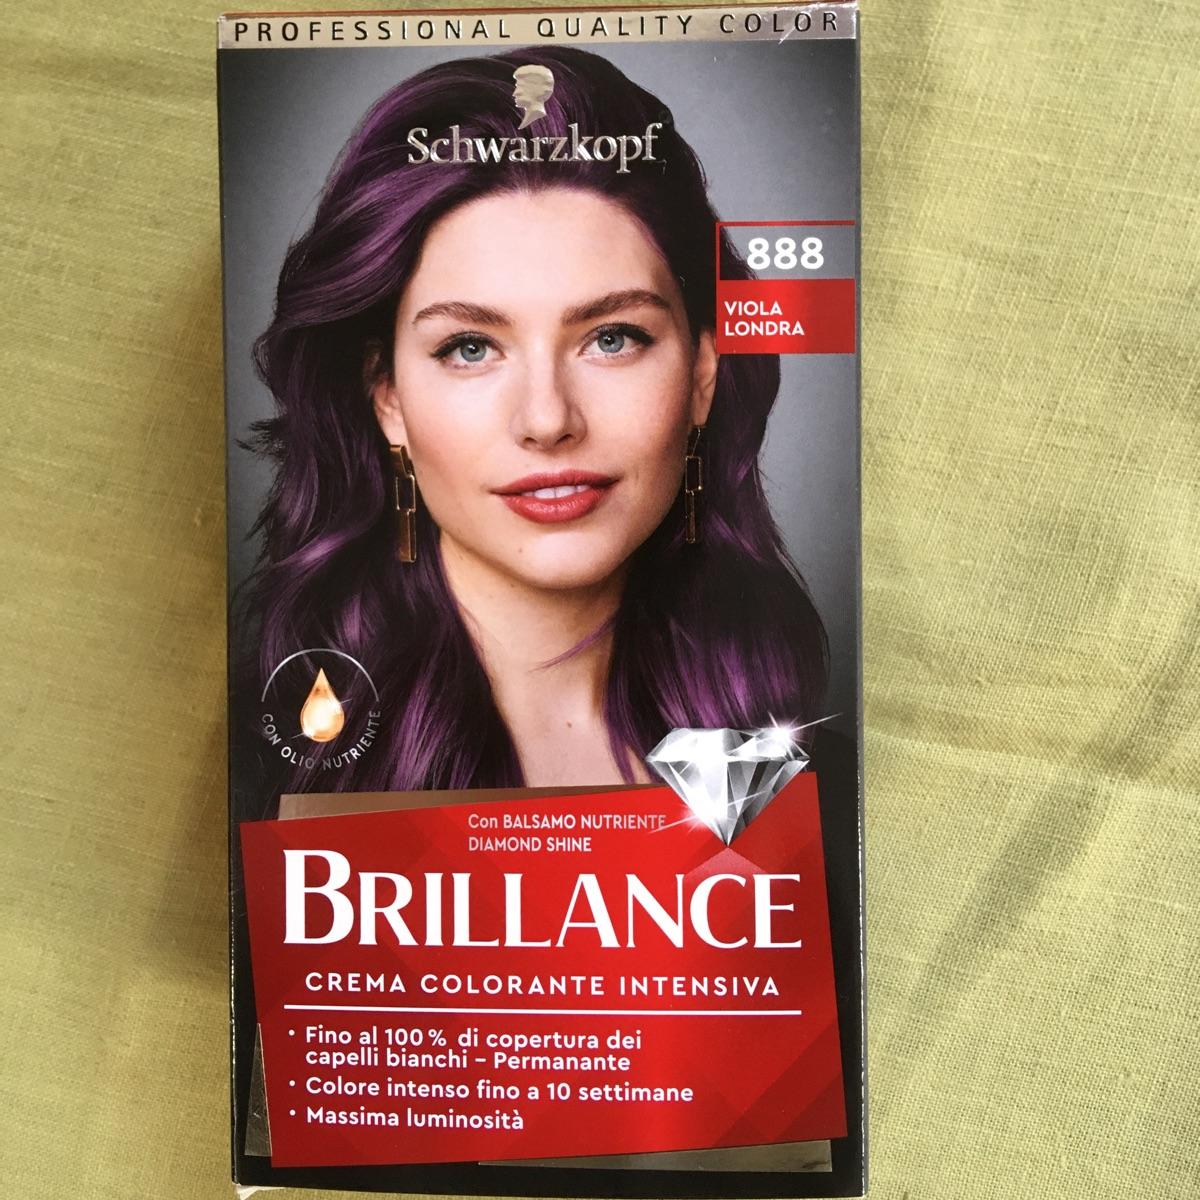 PROFESSIONAL QUALITY COLOR
Schwarzkopf
888
VIOLA
LONDRA
CON OLIO NUTRIENTE
Con BALSAMO NUTRIENTE
DIAMOND SHINE
BRILLANCE
CREMA COLORANTE INTENSIVA
• Fino al 100% di copertura dei
capelli bianchi – Permanante
• Colore intenso fino a 10 settimane
• Massima luminosità